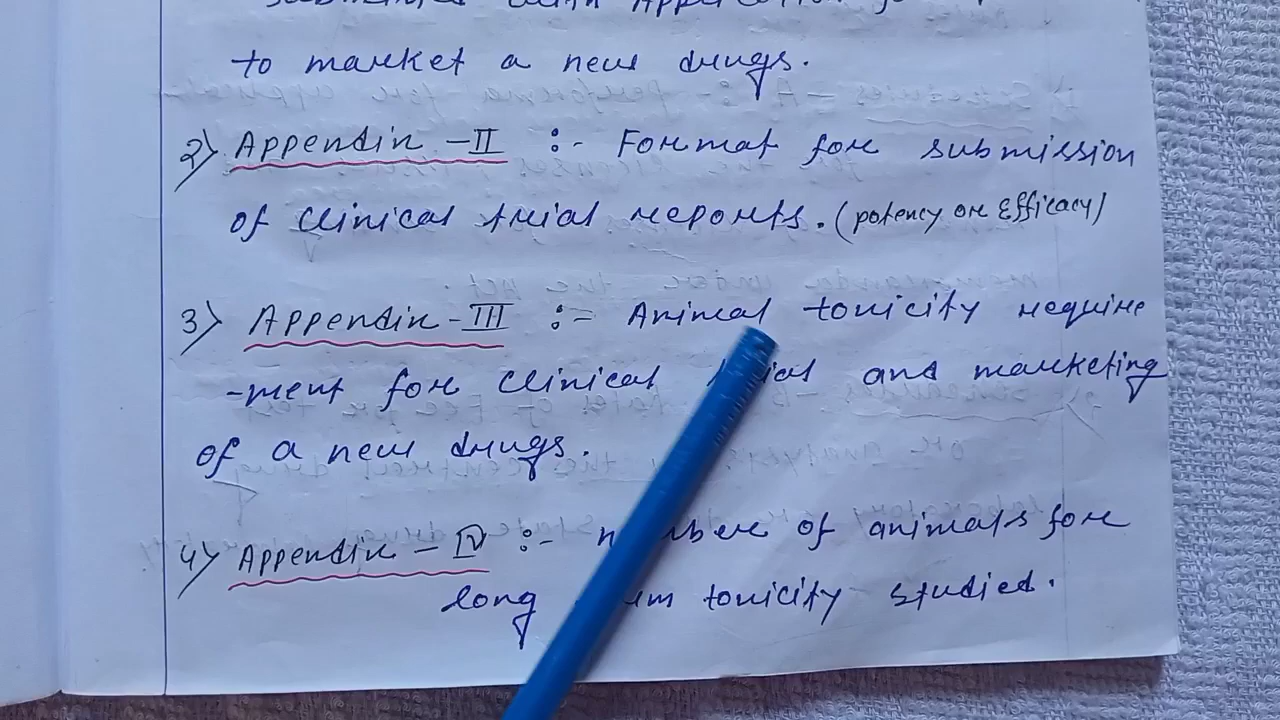 to market a new drugs.
2) Appendix - II :- Format for submission
of clinical trial reports. (potency or Efficacy)
3) Appendix - III :- Animal toxicity require
-ment for clinical and marketing
of a new drugs.
4) Appendix - IV :- of animals for
long toxicity studied.